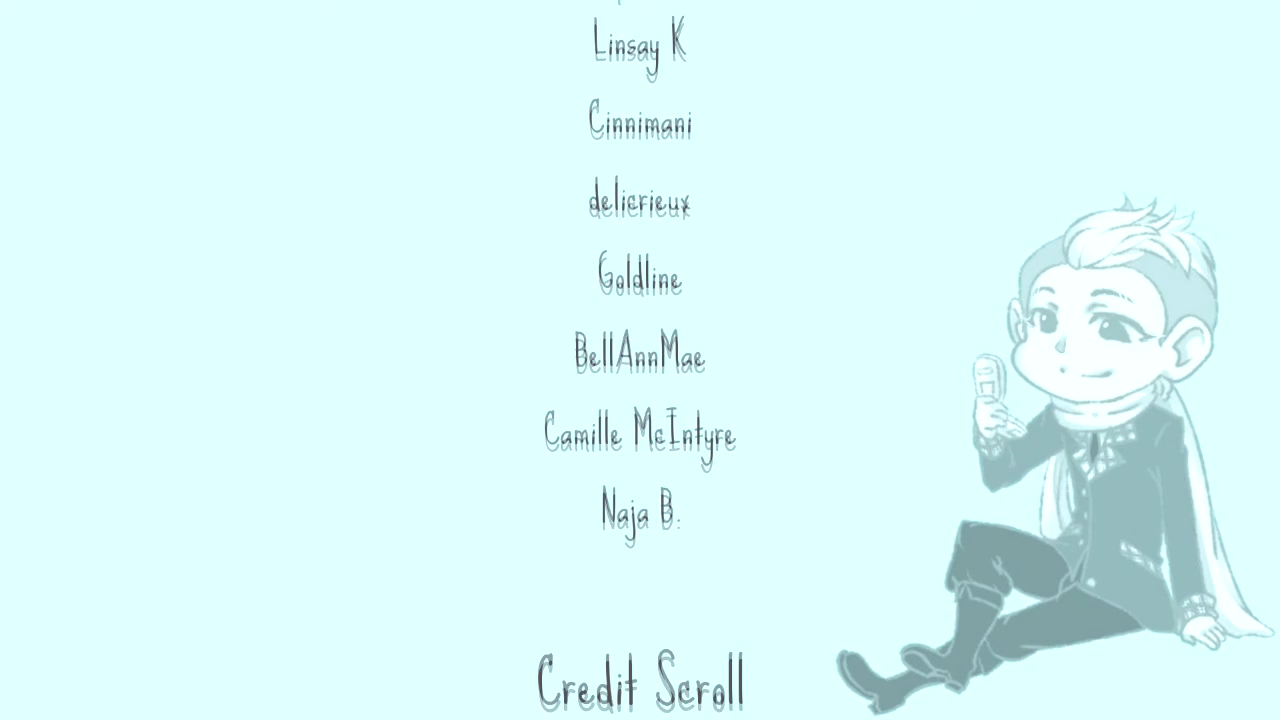 Linsay K
Cinnimani
delicrieux
Goldline
BellAnnMae
Camille McIntyre
Naja B.
Credit Scroll